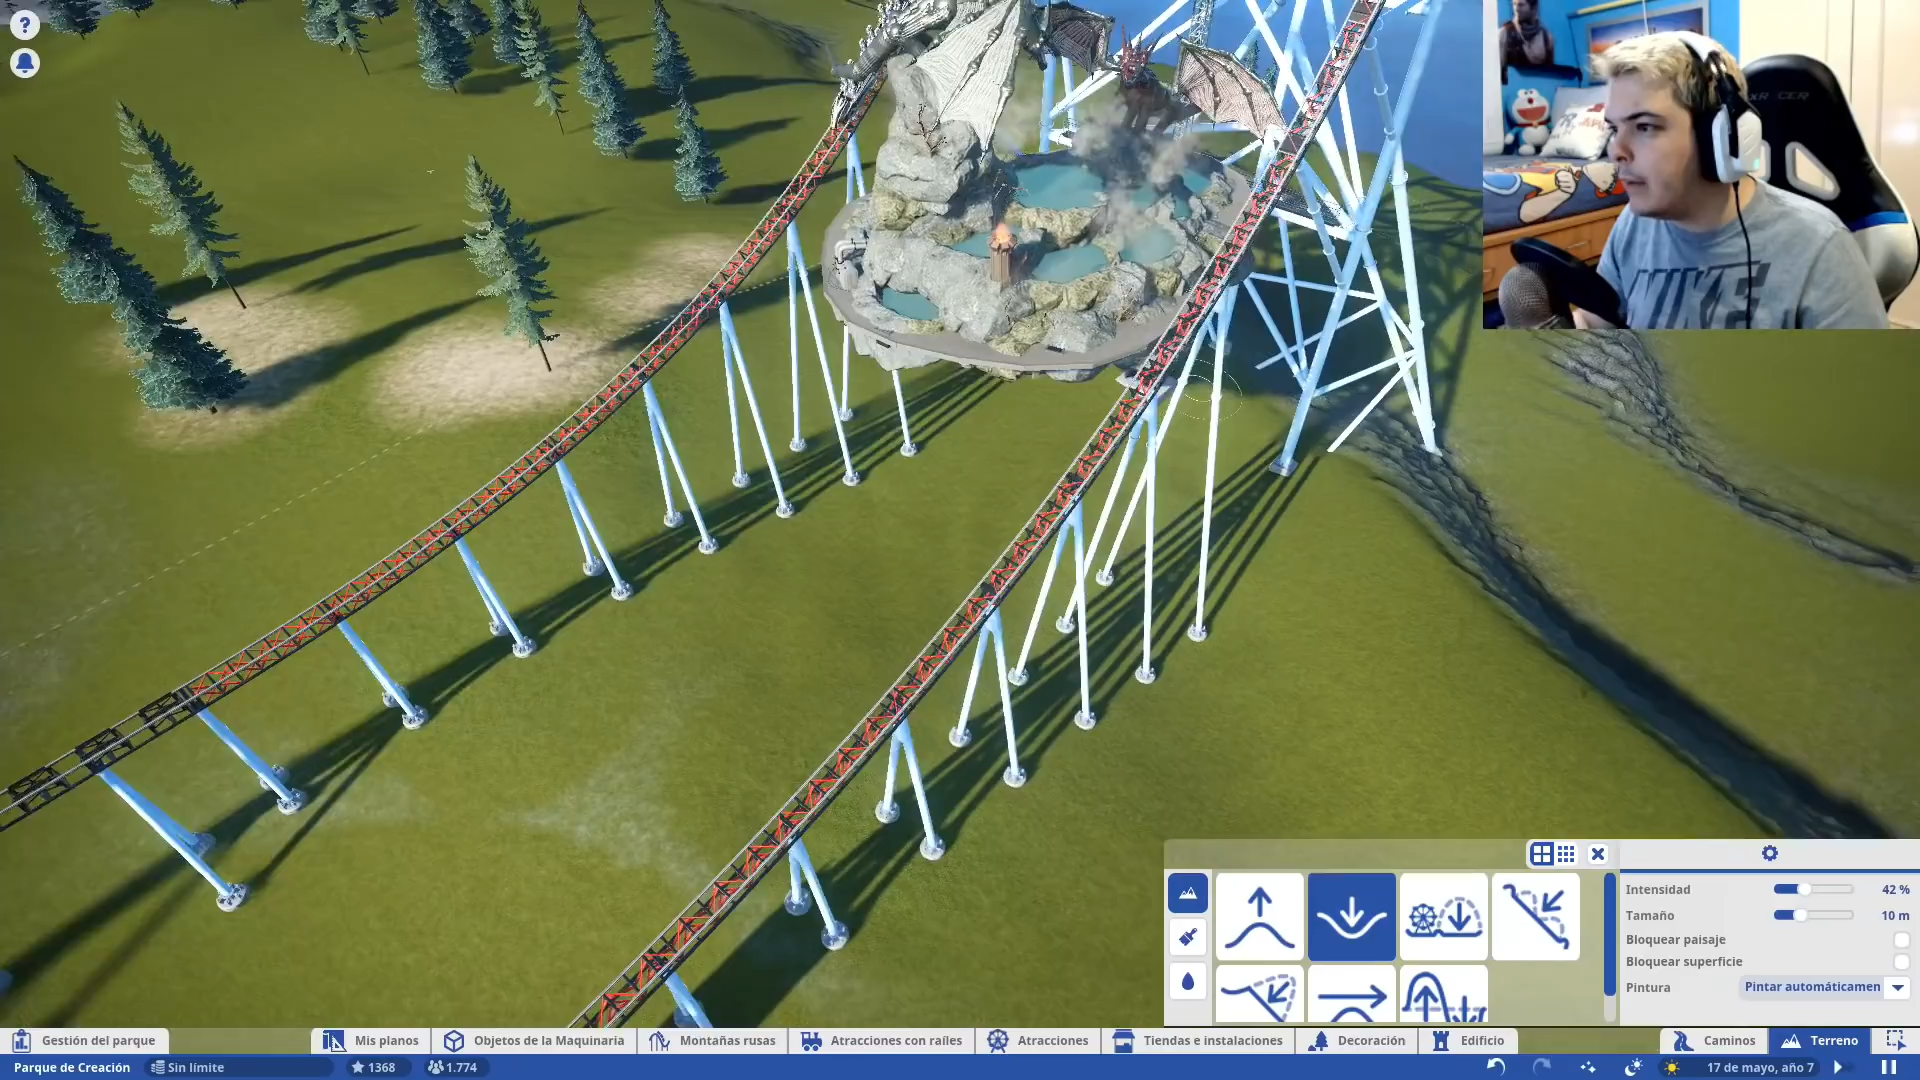 ?
NIKE
Intensidad 42 %
Tamaño 10 m
Bloquear paisaje
Bloquear superficie
Pintura Pintar automáticamen
Gestión del parque Mis planos Objetos de la Maquinaria Montañas rusas Atracciones con raíles Atracciones Tiendas e instalaciones Decoración Edificio Caminos Terreno
Parque de Creación Sin límite 1368 1.774 17 de mayo, año 7